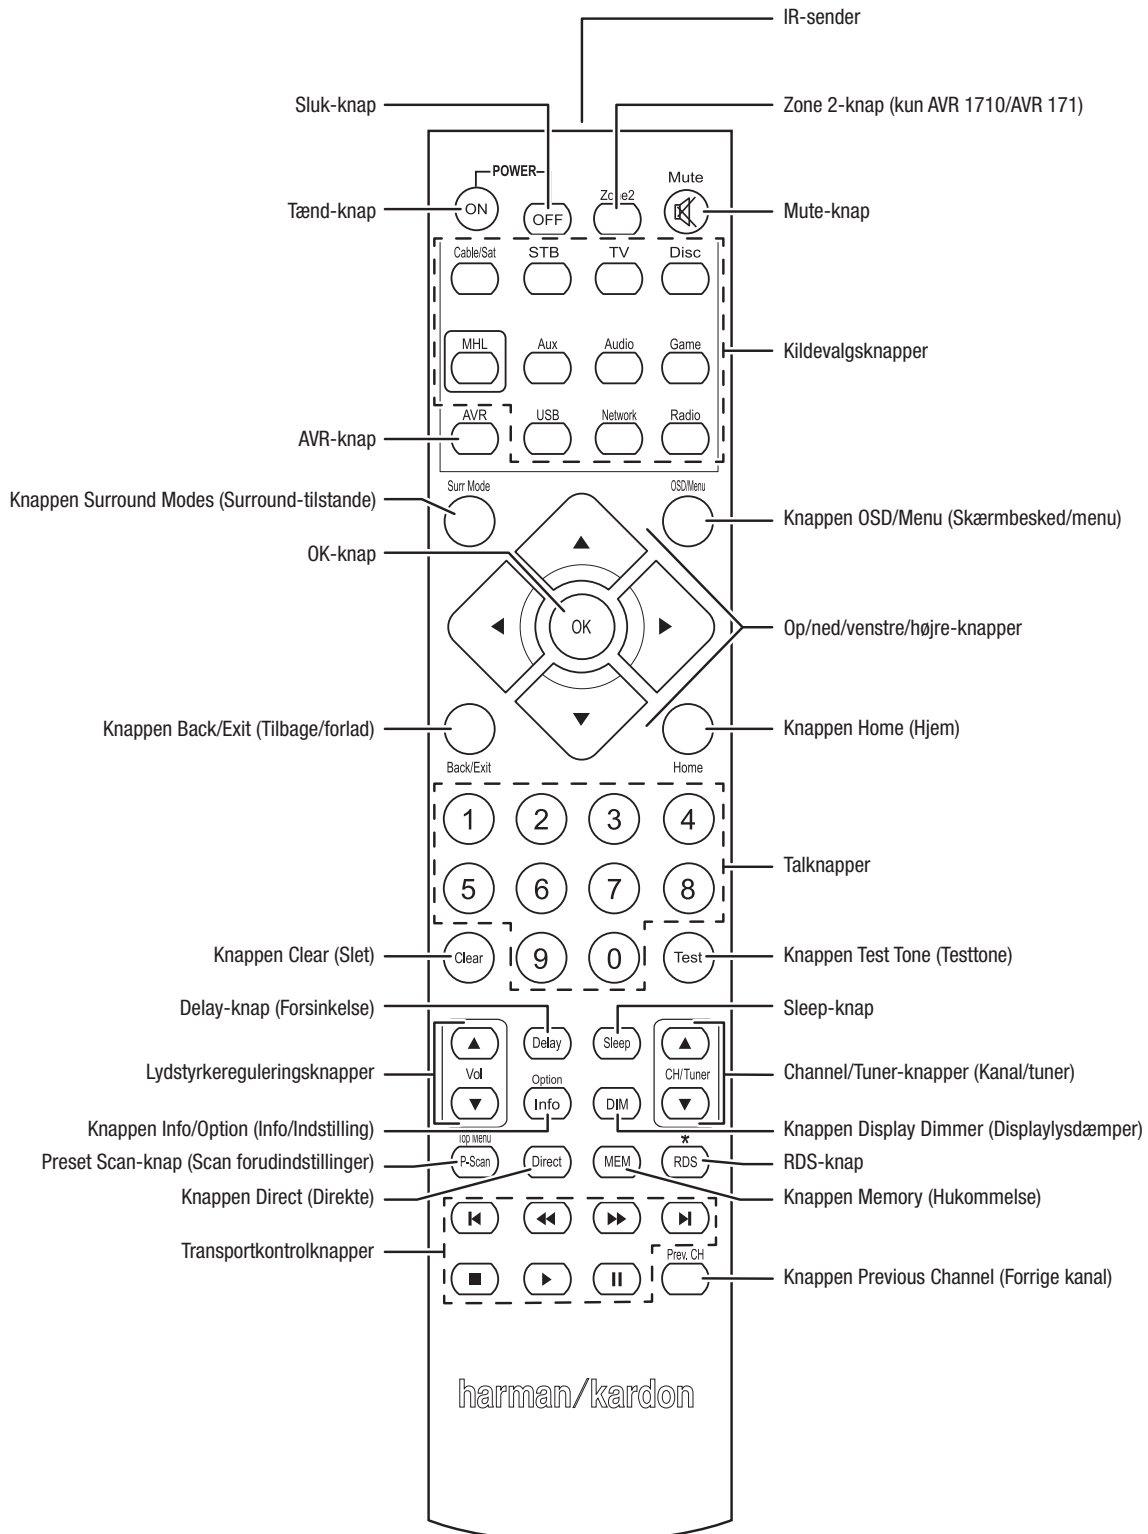 IR-sender
Sluk-knap
Zone 2-knap (kun AVR 1710/AVR 171)
POWER
Mute
Tænd-knap
ON
OFF
Zone2
Mute-knap
Cable/Sat
STB
TV
Disc
MHL
Aux
Audio
Game
Kildevalgsknapper
AVR
USB
Network
Radio
AVR-knap
Surr Mode
OSD/Menu
Knappen Surround Modes (Surround-tilstande)
Knappen OSD/Menu (Skærmbesked/menu)
OK-knap
OK
Op/ned/venstre/højre-knapper
Knappen Back/Exit (Tilbage/forlad)
Knappen Home (Hjem)
Back/Exit
Home
1
2
3
4
Talknapper
5
6
7
8
Knappen Clear (Slet)
Clear
9
0
Test
Knappen Test Tone (Testtone)
Delay-knap (Forsinkelse)
Sleep-knap
Delay
Sleep
Lydstyrkereguleringsknapper
Vol
CH/Tuner
Channel/Tuner-knapper (Kanal/tuner)
Option
Info
DIM
Knappen Info/Option (Info/Indstilling)
Knappen Display Dimmer (Displaylysdæmper)
Top Menu
*
Preset Scan-knap (Scan forudindstillinger)
P-Scan
Direct
MEM
RDS
RDS-knap
Knappen Direct (Direkte)
Knappen Memory (Hukommelse)
Transportkontrolknapper
Prev. CH
Knappen Previous Channel (Forrige kanal)
harman/kardon